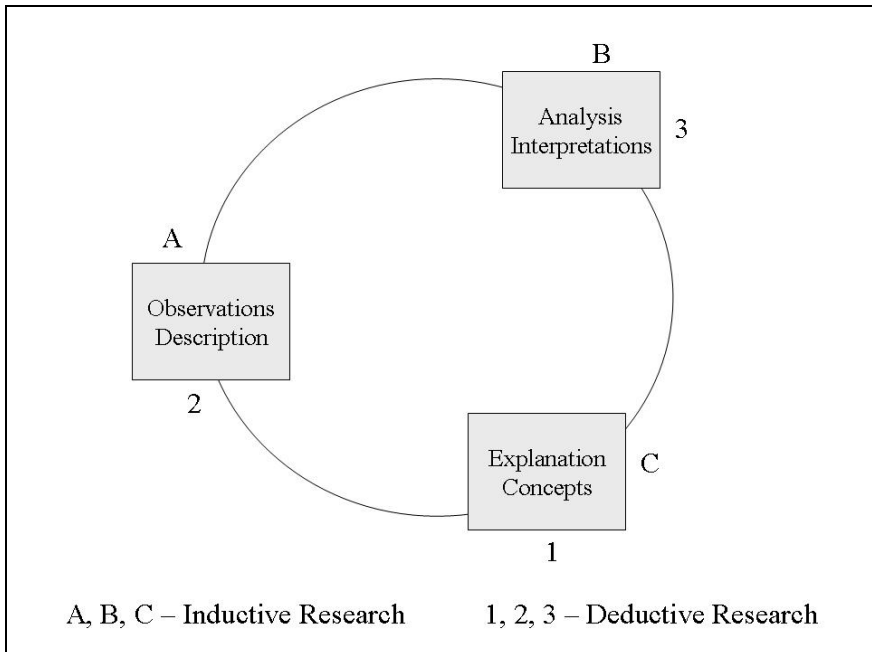 B
Analysis
Interpretations
3
A
Observations
Description
2
Explanation
Concepts
C
1
A, B, C – Inductive Research
1, 2, 3 – Deductive Research